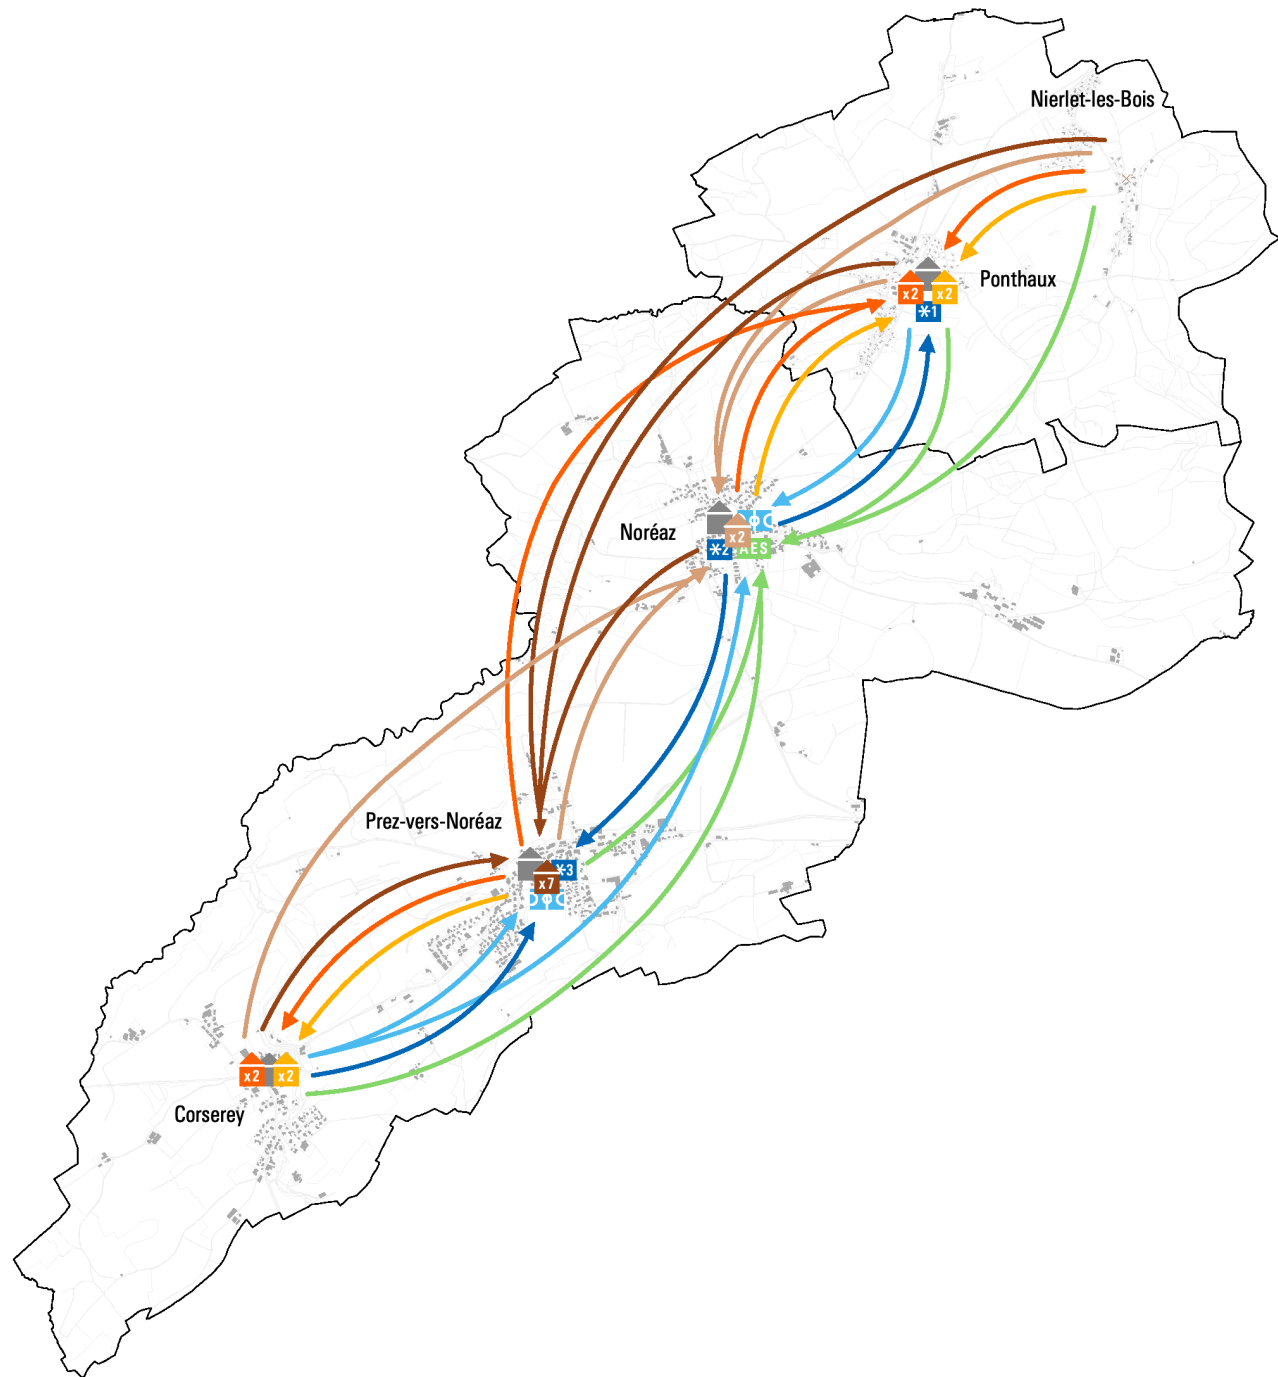 Nierlet-les-Bois
Ponthaux
x2
x2
*1
Noréaz
x2
*2
AES
Prez-vers-Noréaz
*3
x7
x2
x2
Corserey